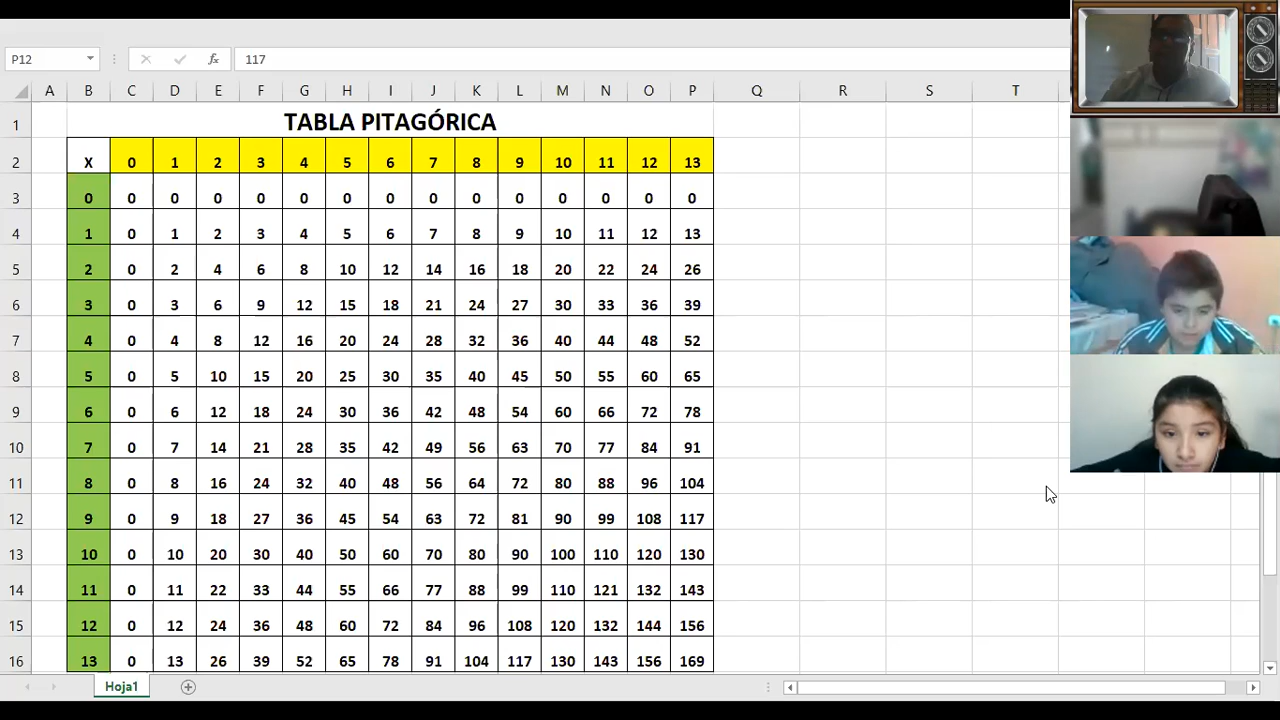 P12 fx 117
A B C D E F G H I J K L M N O P Q R S T
1 TABLA PITAGÓRICA
2 X 0 1 2 3 4 5 6 7 8 9 10 11 12 13
3 0 0 0 0 0 0 0 0 0 0 0 0 0 0 0
4 1 0 1 2 3 4 5 6 7 8 9 10 11 12 13
5 2 0 2 4 6 8 10 12 14 16 18 20 22 24 26
6 3 0 3 6 9 12 15 18 21 24 27 30 33 36 39
7 4 0 4 8 12 16 20 24 28 32 36 40 44 48 52
8 5 0 5 10 15 20 25 30 35 40 45 50 55 60 65
9 6 0 6 12 18 24 30 36 42 48 54 60 66 72 78
10 7 0 7 14 21 28 35 42 49 56 63 70 77 84 91
11 8 0 8 16 24 32 40 48 56 64 72 80 88 96 104
12 9 0 9 18 27 36 45 54 63 72 81 90 99 108 117
13 10 0 10 20 30 40 50 60 70 80 90 100 110 120 130
14 11 0 11 22 33 44 55 66 77 88 99 110 121 132 143
15 12 0 12 24 36 48 60 72 84 96 108 120 132 144 156
16 13 0 13 26 39 52 65 78 91 104 117 130 143 156 169
Hoja1